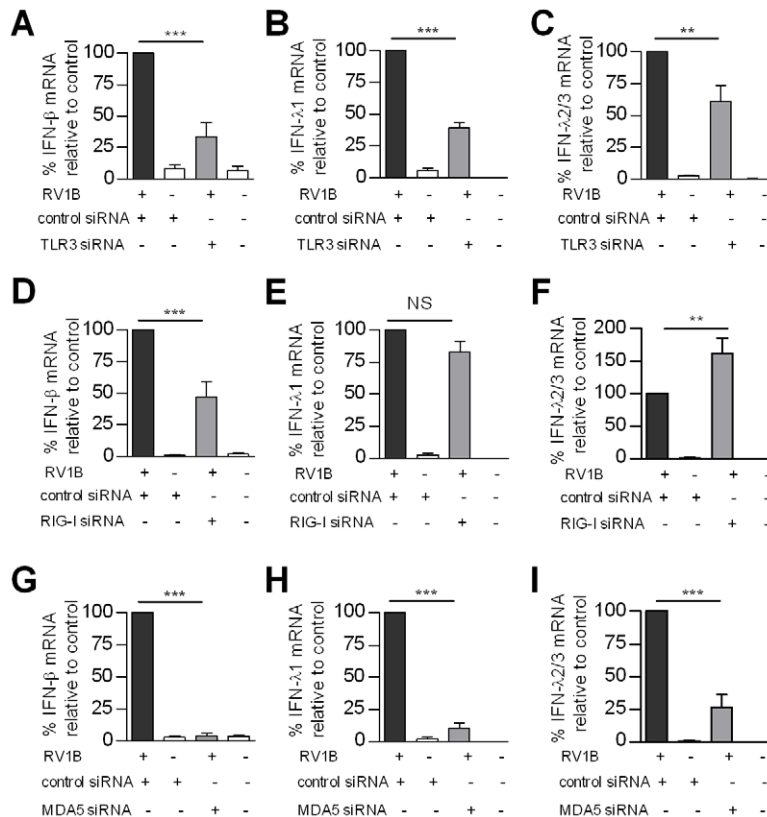 A
% IFN-β mRNA
relative to control
100
75
50
25
0
***
RV1B + - + -
control siRNA + + - -
TLR3 siRNA - - + -
B
% IFN-λ1 mRNA
relative to control
100
75
50
25
0
***
RV1B + - + -
control siRNA + + - -
TLR3 siRNA - - + -
C
% IFN-λ2/3 mRNA
relative to control
100
75
50
25
0
**
RV1B + - + -
control siRNA + + - -
TLR3 siRNA - - + -
D
% IFN-β mRNA
relative to control
100
75
50
25
0
***
RV1B + - + -
control siRNA + + - -
RIG-I siRNA - - + -
E
% IFN-λ1 mRNA
relative to control
100
75
50
25
0
NS
RV1B + - + -
control siRNA + + - -
RIG-I siRNA - - + -
F
% IFN-λ2/3 mRNA
relative to control
200
150
100
50
0
**
RV1B + - + -
control siRNA + + - -
RIG-I siRNA - - + -
G
% IFN-β mRNA
relative to control
100
75
50
25
0
***
RV1B + - + -
control siRNA + + - -
MDA5 siRNA - - + -
H
% IFN-λ1 mRNA
relative to control
100
75
50
25
0
***
RV1B + - + -
control siRNA + + - -
MDA5 siRNA - - + -
I
% IFN-λ2/3 mRNA
relative to control
100
75
50
25
0
***
RV1B + - + -
control siRNA + + - -
MDA5 siRNA - - + -